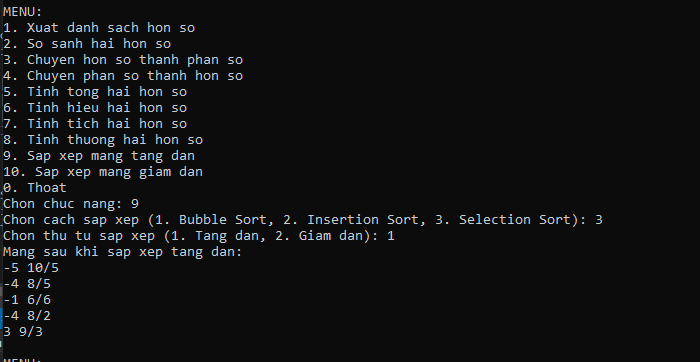 MENU:
1. Xuat danh sach hon so
2. So sanh hai hon so
3. Chuyen hon so thanh phan so
4. Chuyen phan so thanh hon so
5. Tinh tong hai hon so
6. Tinh hieu hai hon so
7. Tinh tich hai hon so
8. Tinh thuong hai hon so
9. Sap xep mang tang dan
10. Sap xep mang giam dan
0. Thoat
Chon chuc nang: 9
Chon cach sap xep (1. Bubble Sort, 2. Insertion Sort, 3. Selection Sort): 3
Chon thu tu sap xep (1. Tang dan, 2. Giam dan): 1
Mang sau khi sap xep tang dan:
-5 10/5
-4 8/5
-1 6/6
-4 8/2
3 9/3
MENU: